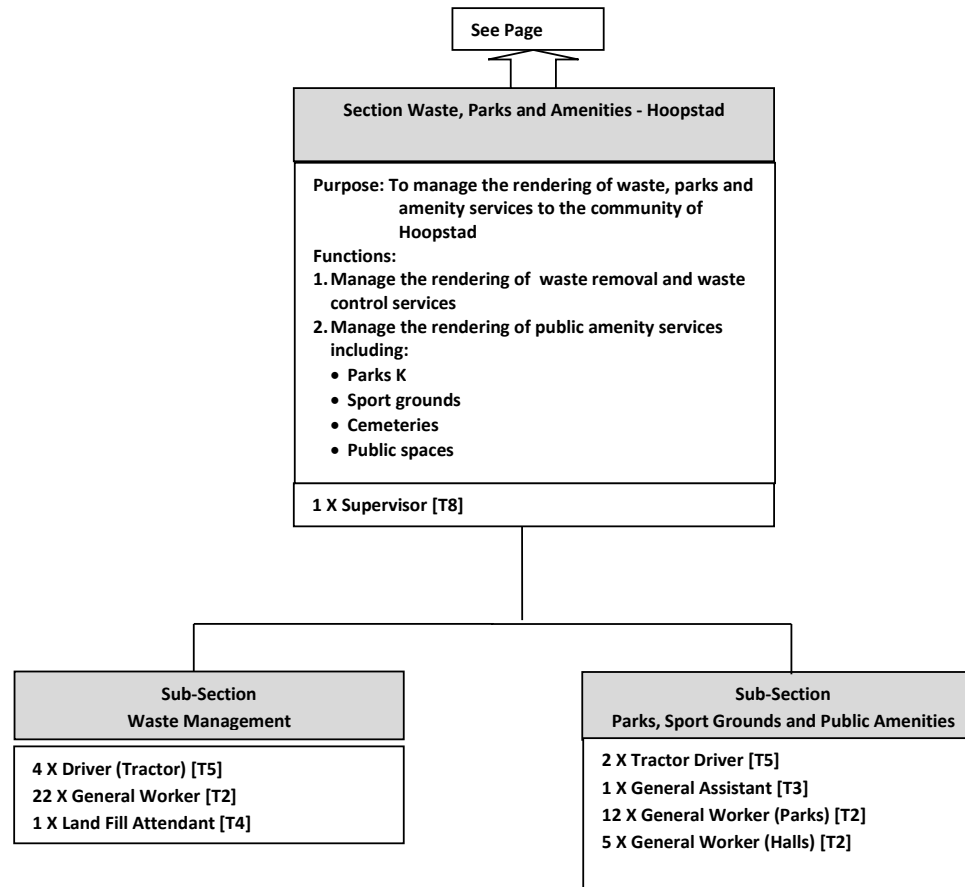 See Page
Section Waste, Parks and Amenities - Hoopstad
Purpose: To manage the rendering of waste, parks and
amenity services to the community of
Hoopstad
Functions:
1. Manage the rendering of waste removal and waste
control services
2. Manage the rendering of public amenity services
including:
• Parks K
• Sport grounds
• Cemeteries
• Public spaces
1 X Supervisor [T8]
Sub-Section
Waste Management
4 X Driver (Tractor) [T5]
22 X General Worker [T2]
1 X Land Fill Attendant [T4]
Sub-Section
Parks, Sport Grounds and Public Amenities
2 X Tractor Driver [T5]
1 X General Assistant [T3]
12 X General Worker (Parks) [T2]
5 X General Worker (Halls) [T2]